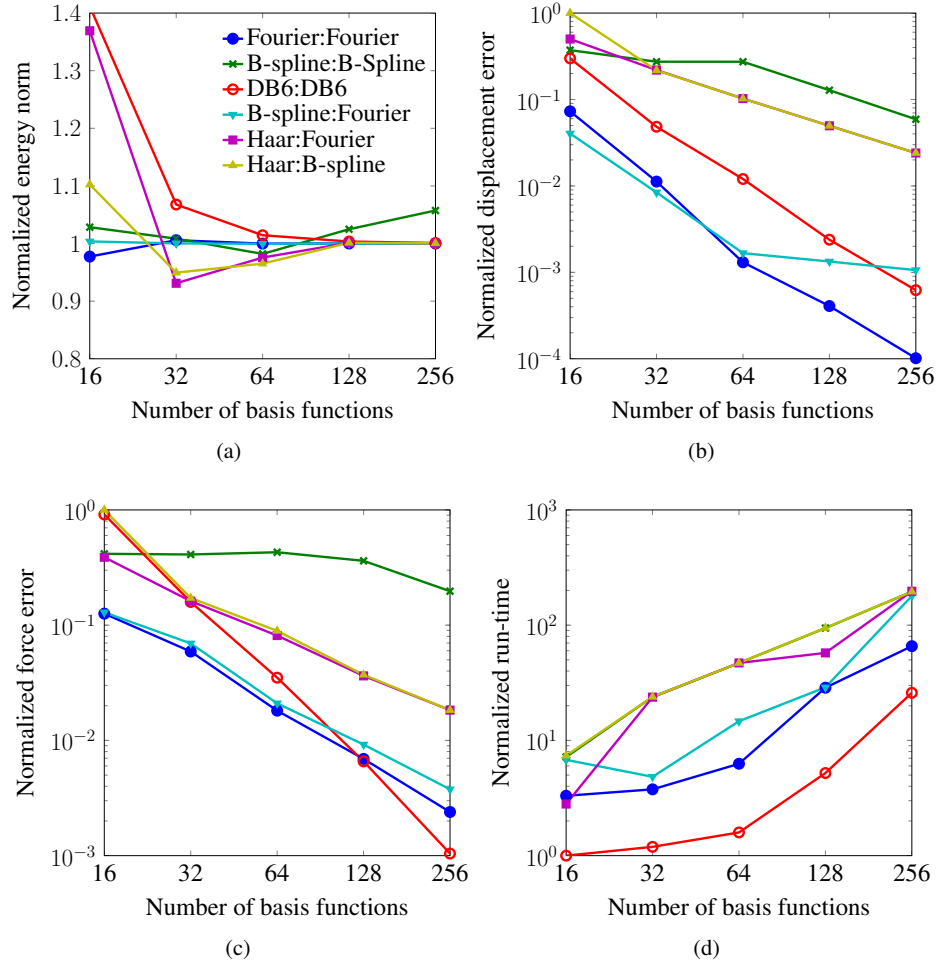 1.4
1.3
1.2
1.1
1
0.9
0.8
16
32
64
128
256
Normalized energy norm
Number of basis functions
Fourier:Fourier
B-spline:B-Spline
DB6:DB6
B-spline:Fourier
Haar:Fourier
Haar:B-spline
(a)
10^0
10^-1
10^-2
10^-3
10^-4
16
32
64
128
256
Normalized displacement error
Number of basis functions
(b)
10^0
10^-1
10^-2
10^-3
16
32
64
128
256
Normalized force error
Number of basis functions
(c)
10^3
10^2
10^1
10^0
16
32
64
128
256
Normalized run-time
Number of basis functions
(d)